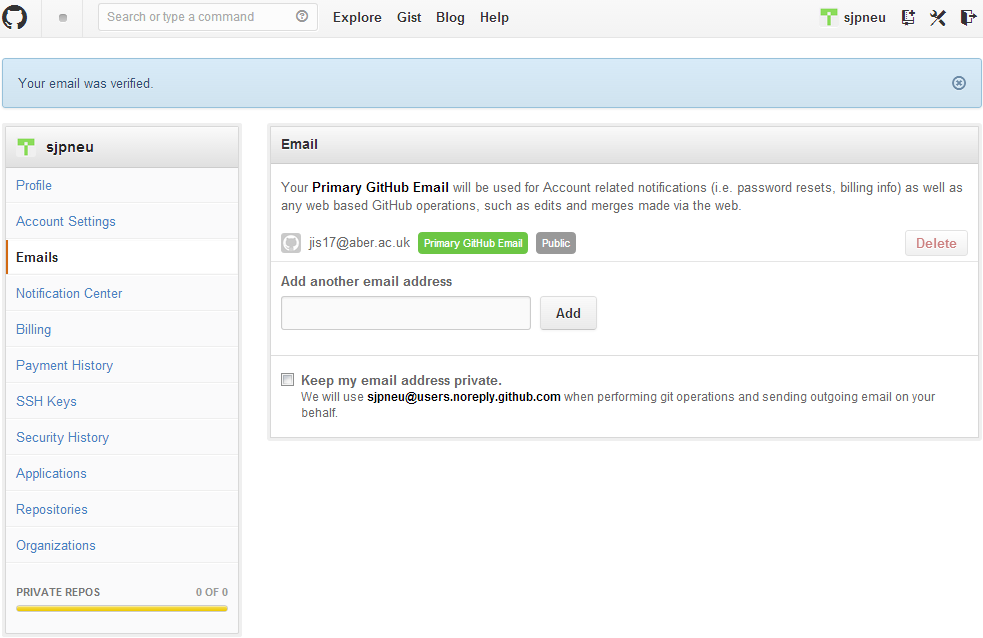 Search or type a command
Explore Gist Blog Help
sjpneu
Your email was verified.
sjpneu
Profile
Account Settings
Emails
Notification Center
Billing
Payment History
SSH Keys
Security History
Applications
Repositories
Organizations
PRIVATE REPOS 0 OF 0
Email
Your Primary GitHub Email will be used for Account related notifications (i.e. password resets, billing info) as well as
any web based GitHub operations, such as edits and merges made via the web.
jis17@aber.ac.uk Primary GitHub Email Public Delete
Add another email address
Add
Keep my email address private.
We will use sjpneu@users.noreply.github.com when performing git operations and sending outgoing email on your
behalf.